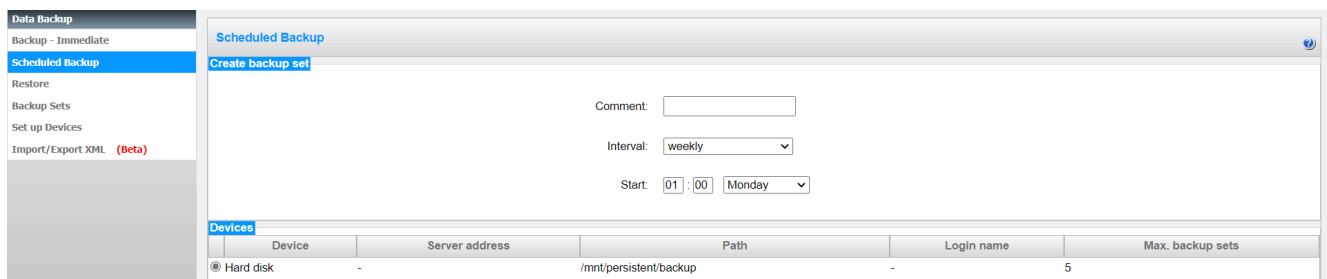 Data Backup
Backup - Immediate
Scheduled Backup
Restore
Backup Sets
Set up Devices
Import/Export XML (Beta)
Scheduled Backup
?
Create backup set
Comment:
Interval: weekly
Start: 01 : 00 Monday
Devices
Device Server address Path Login name Max. backup sets
Hard disk - /mnt/persistent/backup - 5